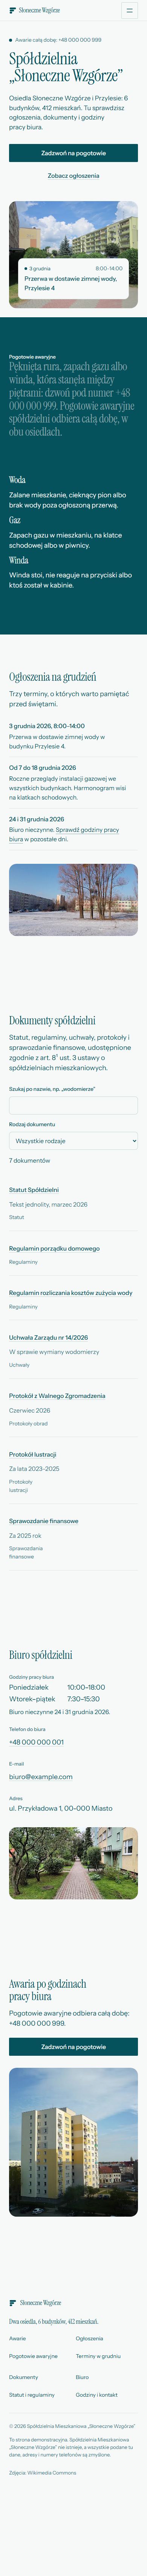 Słoneczne Wzgórze
Awarie całą dobę: +48 000 000 999
Spółdzielnia
„Słoneczne Wzgórze”
Osiedla Słoneczne Wzgórze i Przylesie: 6
budynków, 412 mieszkań. Tu sprawdzisz
ogłoszenia, dokumenty i godziny
pracy biura.
Zadzwoń na pogotowie
Zobacz ogłoszenia
3 grudnia 8:00-14:00
Przerwa w dostawie zimnej wody,
Przylesie 4
Pogotowie awaryjne
Pęknięta rura, zapach gazu albo
winda, która stanęła między
piętrami: dzwoń pod numer +48
000 000 999. Pogotowie awaryjne
spółdzielni odbiera całą dobę, w
obu osiedlach.
Woda
Zalane mieszkanie, cieknący pion albo
brak wody poza ogłoszoną przerwą.
Gaz
Zapach gazu w mieszkaniu, na klatce
schodowej albo w piwnicy.
Winda
Winda stoi, nie reaguje na przyciski albo
ktoś został w kabinie.
Ogłoszenia na grudzień
Trzy terminy, o których warto pamiętać
przed świętami.
3 grudnia 2026, 8:00-14:00
Przerwa w dostawie zimnej wody w
budynku Przylesie 4.
Od 7 do 18 grudnia 2026
Roczne przeglądy instalacji gazowej we
wszystkich budynkach. Harmonogram wisi
na klatkach schodowych.
24 i 31 grudnia 2026
Biuro nieczynne. Sprawdź godziny pracy
biura w pozostałe dni.
Dokumenty spółdzielni
Statut, regulaminy, uchwały, protokoły i
sprawozdanie finansowe, udostępnione
zgodnie z art. 8¹ ust. 3 ustawy o
spółdzielniach mieszkaniowych.
Szukaj po nazwie, np. „wodomierze”
Rodzaj dokumentu
Wszystkie rodzaje
7 dokumentów
Statut Spółdzielni
Tekst jednolity, marzec 2026
Statut
Regulamin porządku domowego
Regulaminy
Regulamin rozliczania kosztów zużycia wody
Regulaminy
Uchwała Zarządu nr 14/2026
W sprawie wymiany wodomierzy
Uchwały
Protokół z Walnego Zgromadzenia
Czerwiec 2026
Protokoły obrad
Protokół lustracji
Za lata 2023-2025
Protokoły
lustracji
Sprawozdanie finansowe
Za 2025 rok
Sprawozdania
finansowe
Biuro spółdzielni
Godziny pracy biura
Poniedziałek 10:00-18:00
Wtorek-piątek 7:30-15:30
Biuro nieczynne 24 i 31 grudnia 2026.
Telefon do biura
+48 000 000 001
E-mail
biuro@example.com
Adres
ul. Przykładowa 1, 00-000 Miasto
Awaria po godzinach
pracy biura
Pogotowie awaryjne odbiera całą dobę:
+48 000 000 999.
Zadzwoń na pogotowie
Słoneczne Wzgórze
Dwa osiedla, 6 budynków, 412 mieszkań.
Awarie Ogłoszenia
Pogotowie awaryjne Terminy w grudniu
Dokumenty Biuro
Statut i regulaminy Godziny i kontakt
© 2026 Spółdzielnia Mieszkaniowa „Słoneczne Wzgórze”
To strona demonstracyjna. Spółdzielnia Mieszkaniowa
„Słoneczne Wzgórze” nie istnieje, a wszystkie podane tu
dane, adresy i numery telefonów są zmyślone.
Zdjęcia: Wikimedia Commons